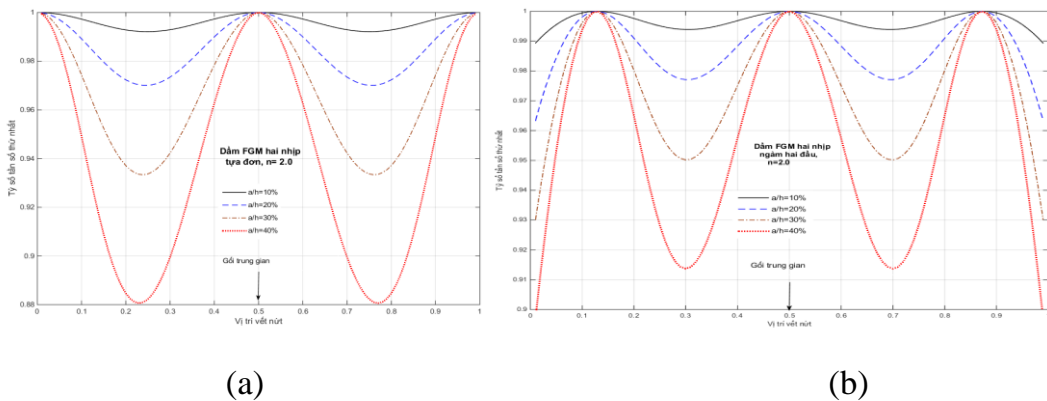 1
0.98
0.96
0.94
0.92
0.9
0.88
Tỷ số tần số thứ nhất
Dầm FGM hai nhịp
tựa đơn, n= 2.0
a/h=10%
a/h=20%
a/h=30%
a/h=40%
Gối trung gian
0 0.1 0.2 0.3 0.4 0.5 0.6 0.7 0.8 0.9 1
Vị trí vết nứt
(a)
1
0.99
0.98
0.97
0.96
0.95
0.94
0.93
0.92
0.91
0.9
Tỷ số tần số thứ nhất
Dầm FGM hai nhịp
ngàm hai đầu,
n=2.0
a/h=10%
a/h=20%
a/h=30%
a/h=40%
Gối trung gian
0 0.1 0.2 0.3 0.4 0.5 0.6 0.7 0.8 0.9
Vị trí vết nứt
(b)